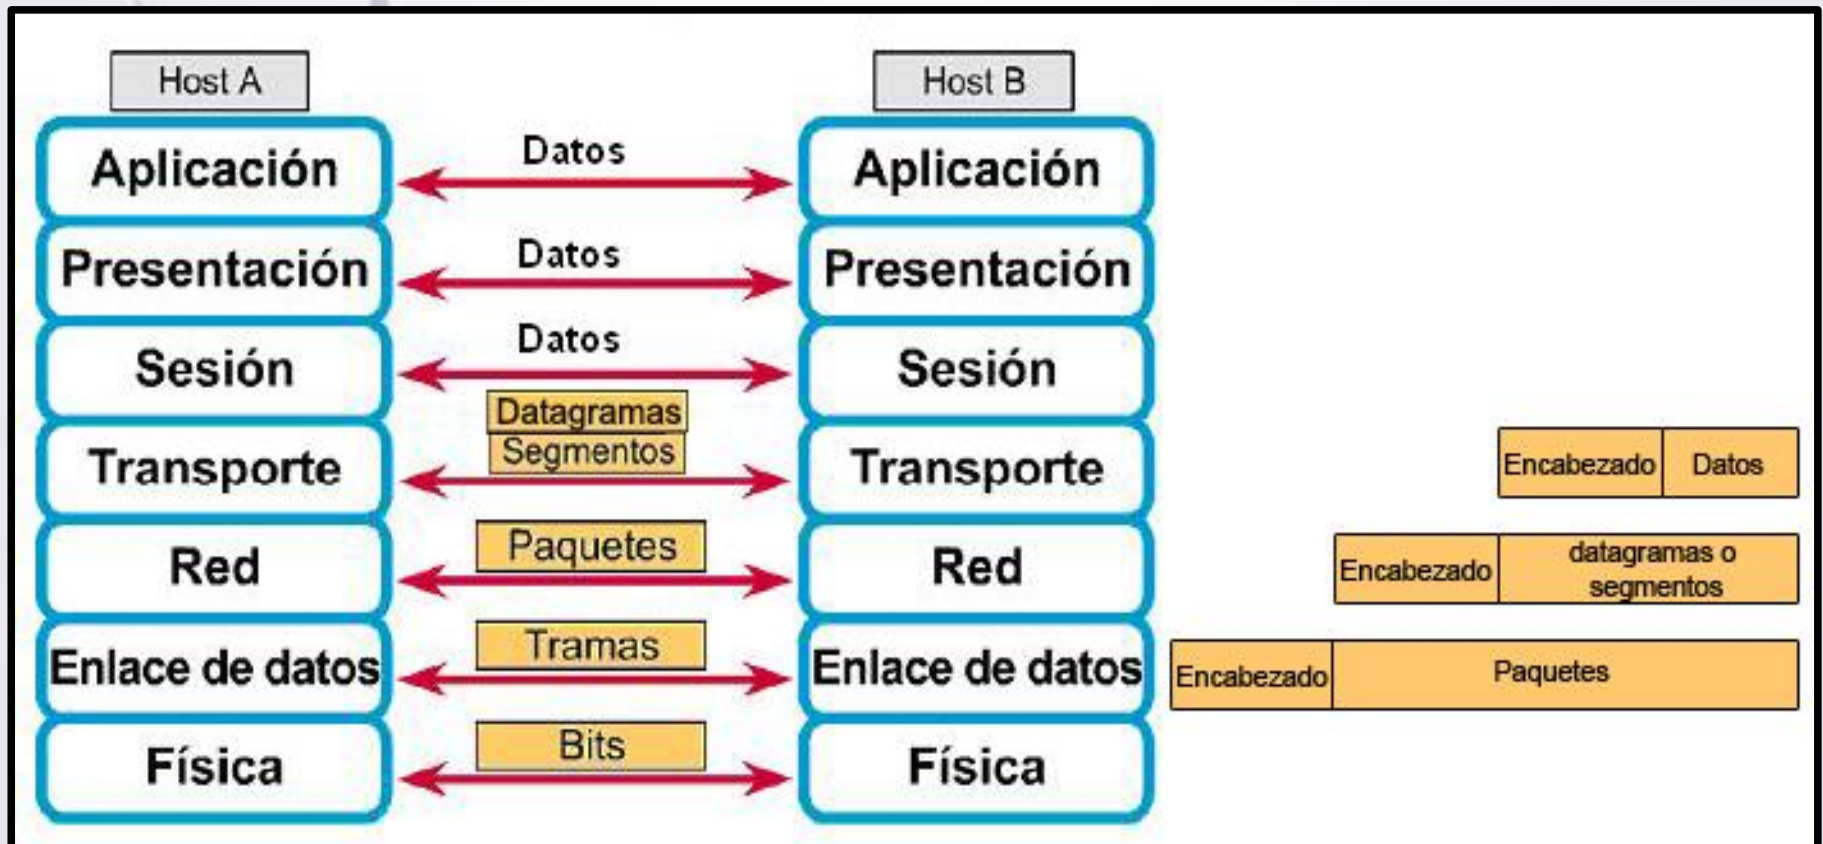 Host A
Host B
Aplicación
Datos
Aplicación
Presentación
Datos
Presentación
Sesión
Datos
Sesión
Transporte
Datagramas
Segmentos
Transporte
Encabezado
Datos
Red
Paquetes
Red
Encabezado
datagramas o
segmentos
Enlace de datos
Tramas
Enlace de datos
Encabezado
Paquetes
Física
Bits
Física